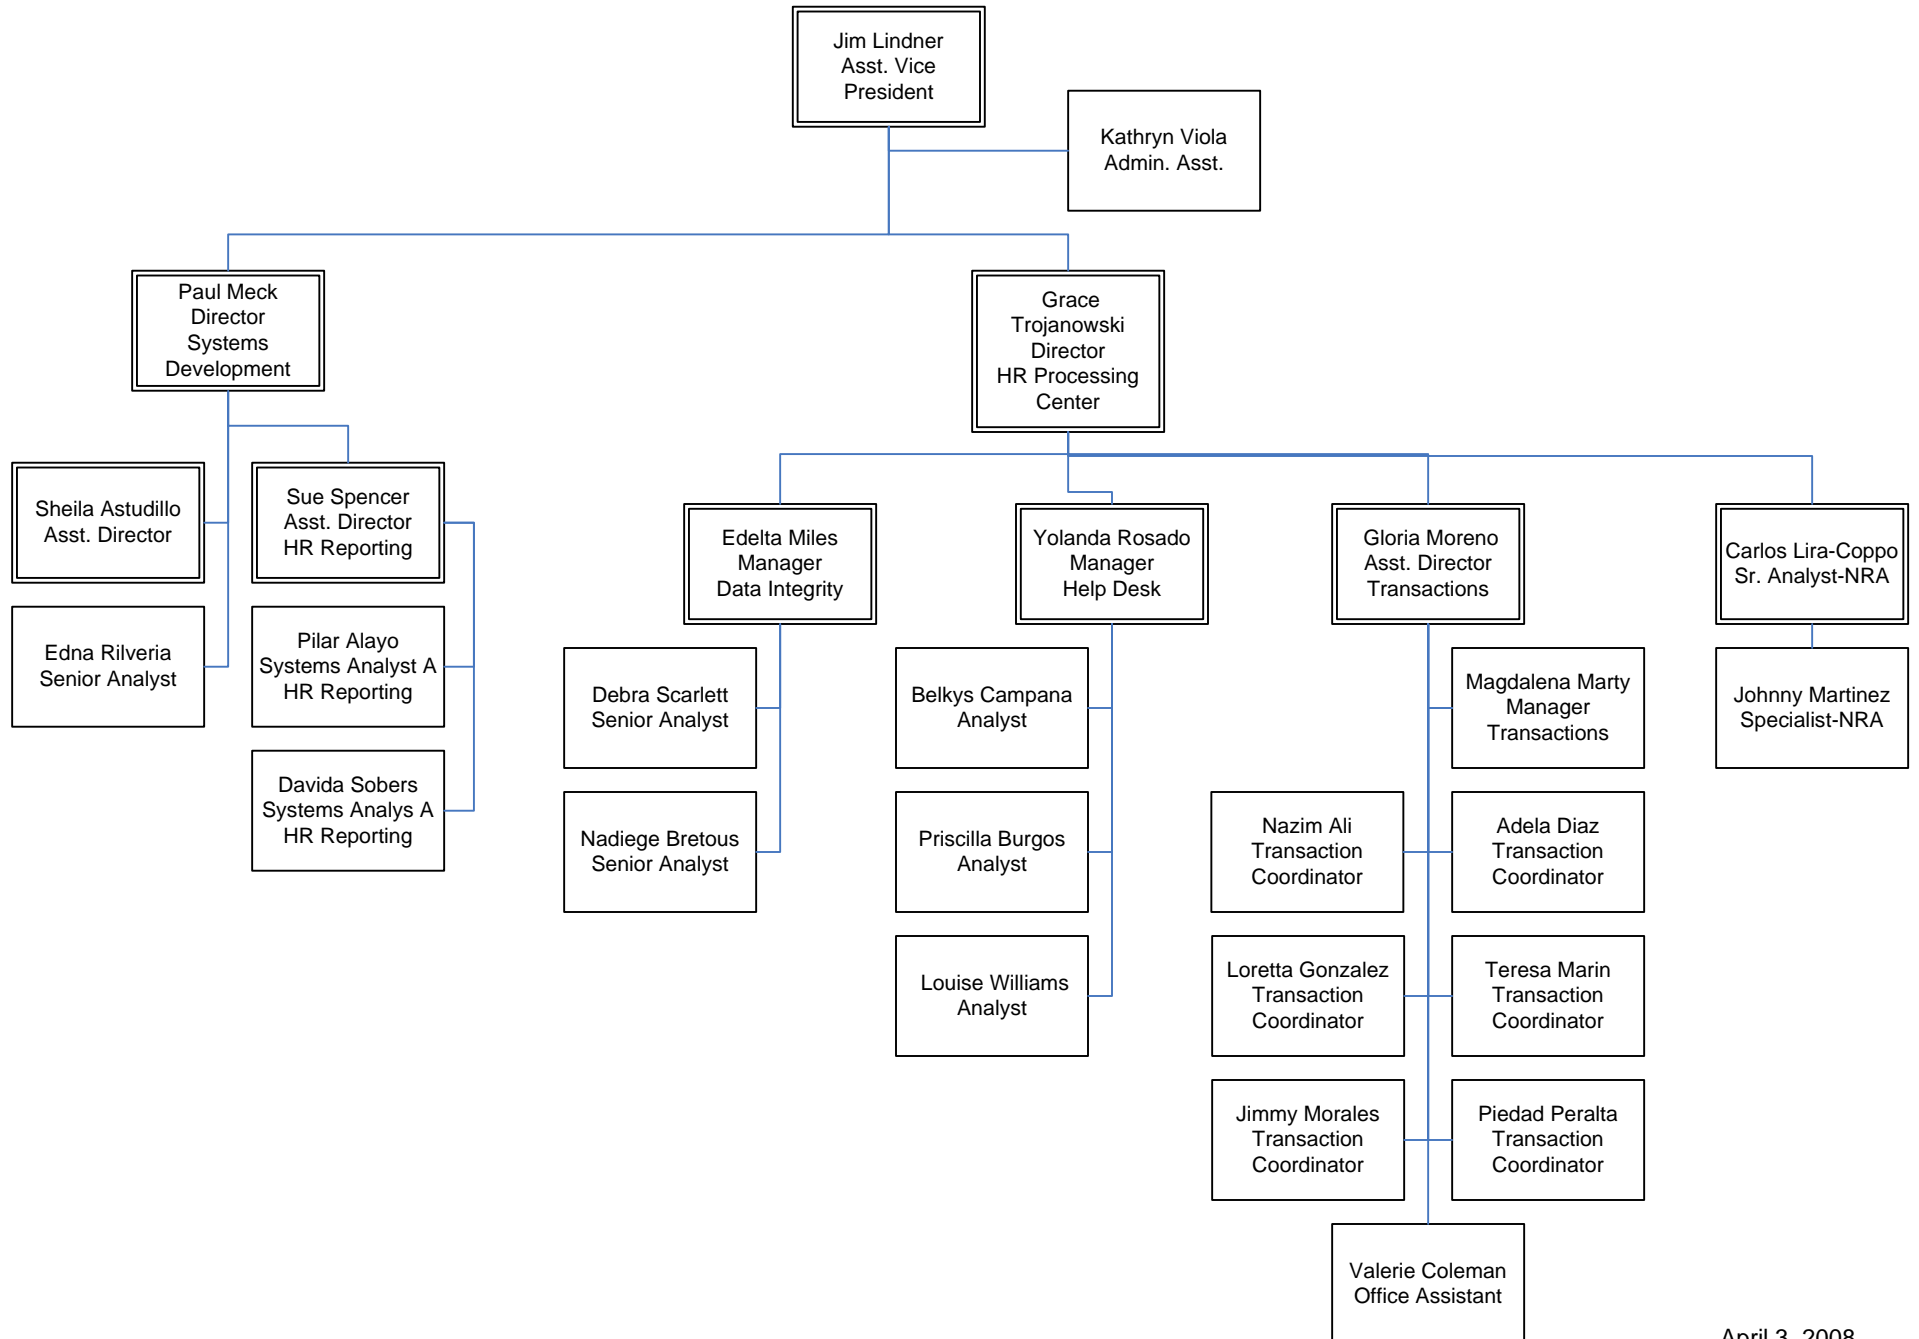 Jim Lindner
Asst. Vice
President
Kathryn Viola
Admin. Asst.
Paul Meck
Director
Systems
Development
Grace
Trojanowski
Director
HR Processing
Center
Sheila Astudillo
Asst. Director
Sue Spencer
Asst. Director
HR Reporting
Edelta Miles
Manager
Data Integrity
Yolanda Rosado
Manager
Help Desk
Gloria Moreno
Asst. Director
Transactions
Carlos Lira-Coppo
Sr. Analyst-NRA
Edna Rilveria
Senior Analyst
Pilar Alayo
Systems Analyst A
HR Reporting
Debra Scarlett
Senior Analyst
Belkys Campana
Analyst
Magdalena Marty
Manager
Transactions
Johnny Martinez
Specialist-NRA
Davida Sobers
Systems Analys A
HR Reporting
Nadiege Bretous
Senior Analyst
Priscilla Burgos
Analyst
Nazim Ali
Transaction
Coordinator
Adela Diaz
Transaction
Coordinator
Louise Williams
Analyst
Loretta Gonzalez
Transaction
Coordinator
Teresa Marin
Transaction
Coordinator
Jimmy Morales
Transaction
Coordinator
Piedad Peralta
Transaction
Coordinator
Valerie Coleman
Office Assistant
April 3, 2008